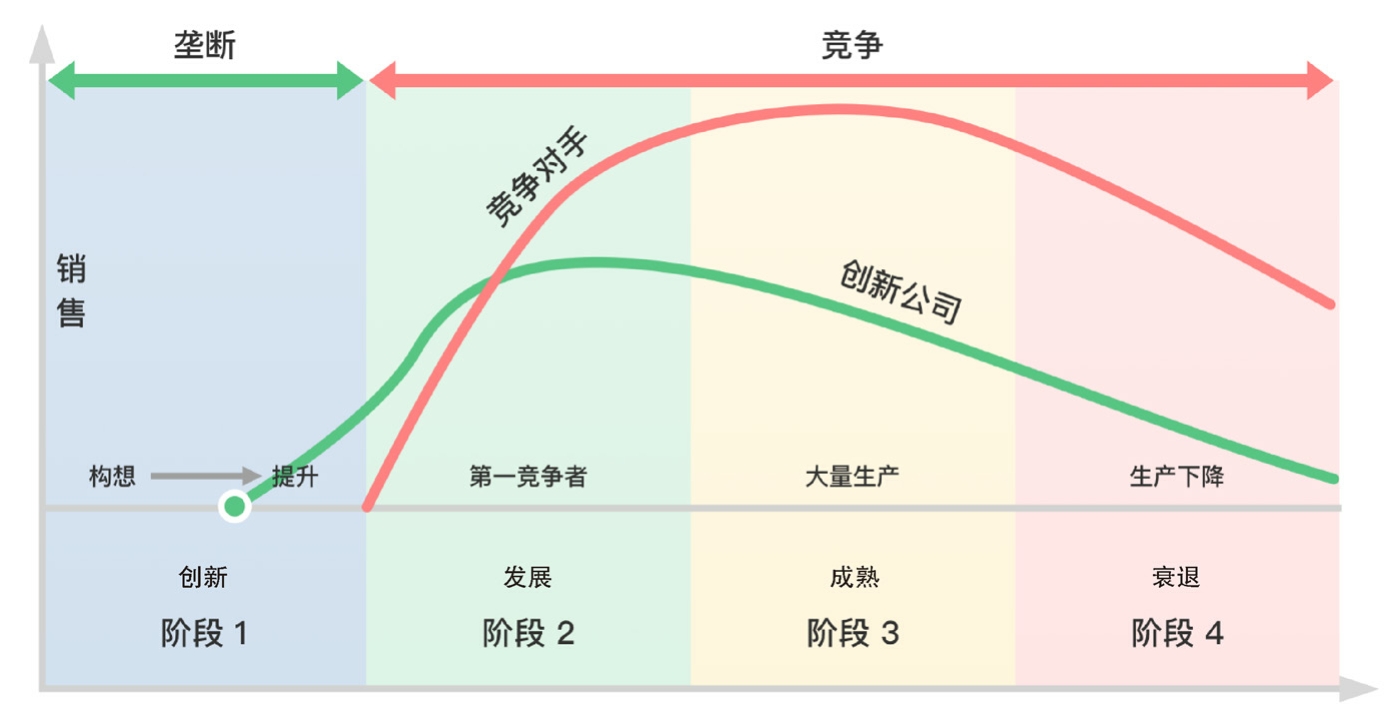 垄断
竞争
竞争对手
销
售
创新公司
构想
提升
第一竞争者
大量生产
生产下降
创新
发展
成熟
衰退
阶段 1
阶段 2
阶段 3
阶段 4